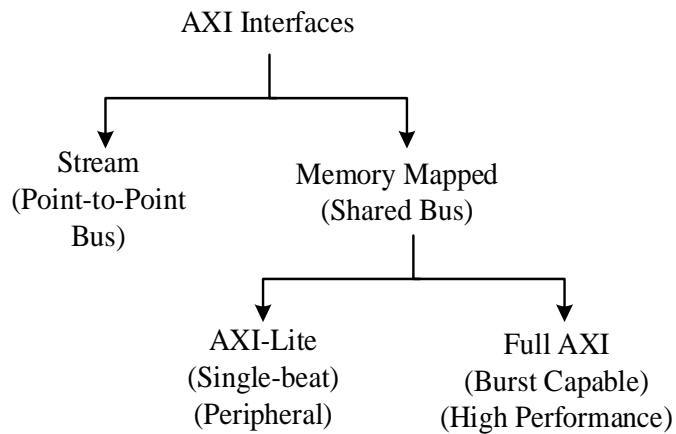 AXI Interfaces
Stream
(Point-to-Point
Bus)
Memory Mapped
(Shared Bus)
AXI-Lite
(Single-beat)
(Peripheral)
Full AXI
(Burst Capable)
(High Performance)